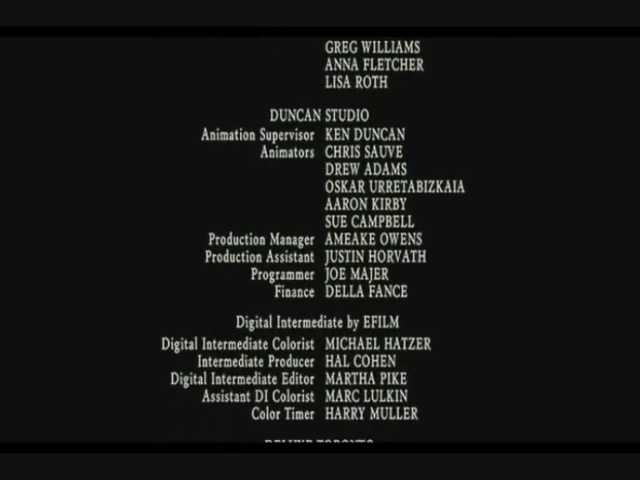 GREG WILLIAMS
ANNA FLETCHER
LISA ROTH
DUNCAN STUDIO
Animation Supervisor KEN DUNCAN
Animators CHRIS SAUVE
DREW ADAMS
OSKAR URRETABIZKAIA
AARON KIRBY
SUE CAMPBELL
Production Manager AMEAKE OWENS
Production Assistant JUSTIN HORVATH
Programmer JOE MAJER
Finance DELLA FANCE
Digital Intermediate by EFILM
Digital Intermediate Colorist MICHAEL HATZER
Intermediate Producer HAL COHEN
Digital Intermediate Editor MARTHA PIKE
Assistant DI Colorist MARC LULKIN
Color Timer HARRY MULLER
DELUXE TORONTO